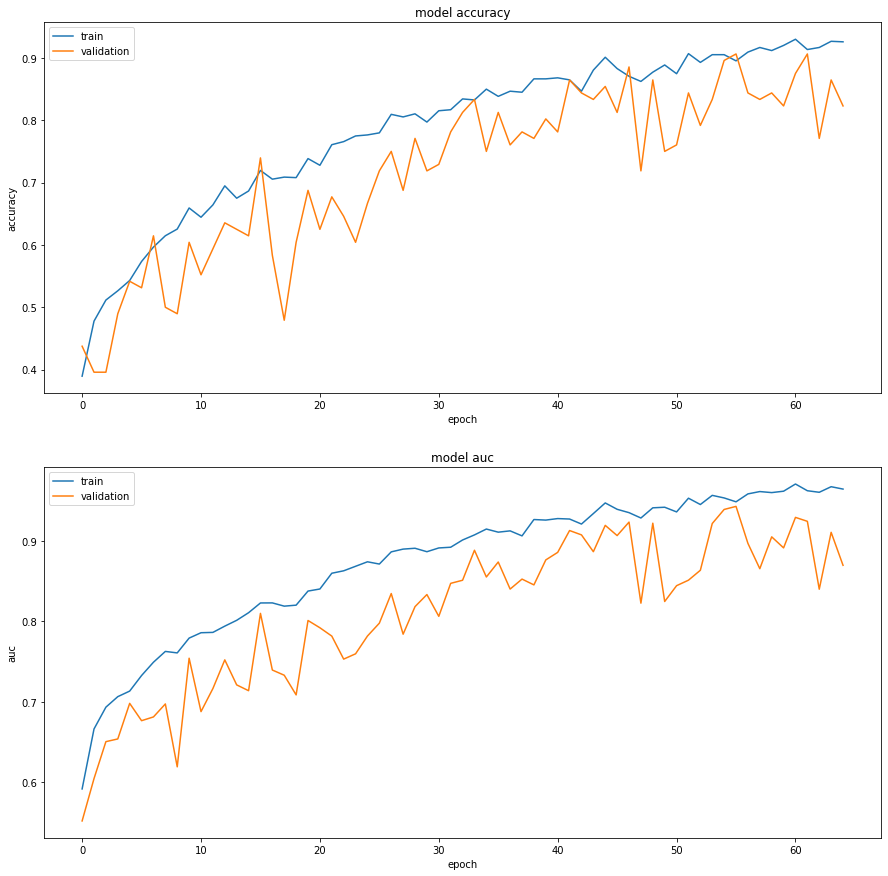 model accuracy
train
validation
0.9
0.8
0.7
0.6
0.5
0.4
accuracy
0 10 20 30 40 50 60
epoch
model auc
train
validation
0.9
0.8
0.7
0.6
auc
0 10 20 30 40 50 60
epoch